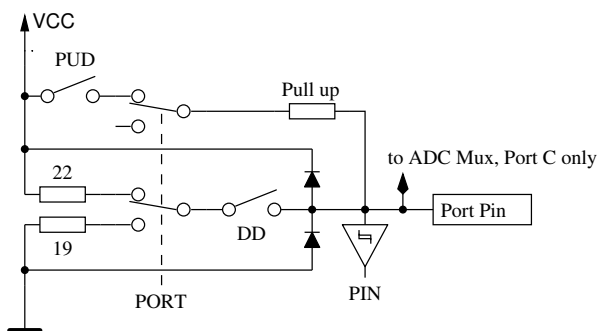 VCC
PUD
Pull up
to ADC Mux, Port C only
22
Port Pin
19
DD
PIN
PORT